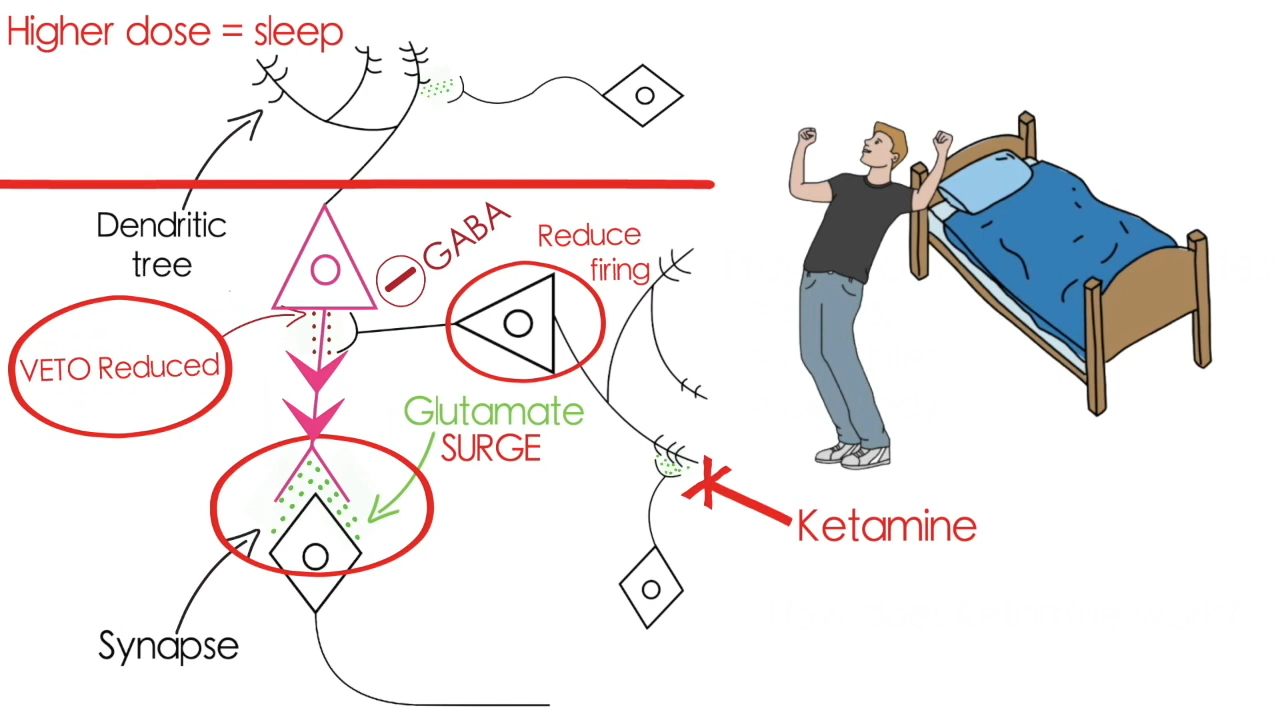 Higher dose = sleep
Dendritic
tree
GABA
Reduce
firing
VETO Reduced
Glutamate
SURGE
Ketamine
Synapse